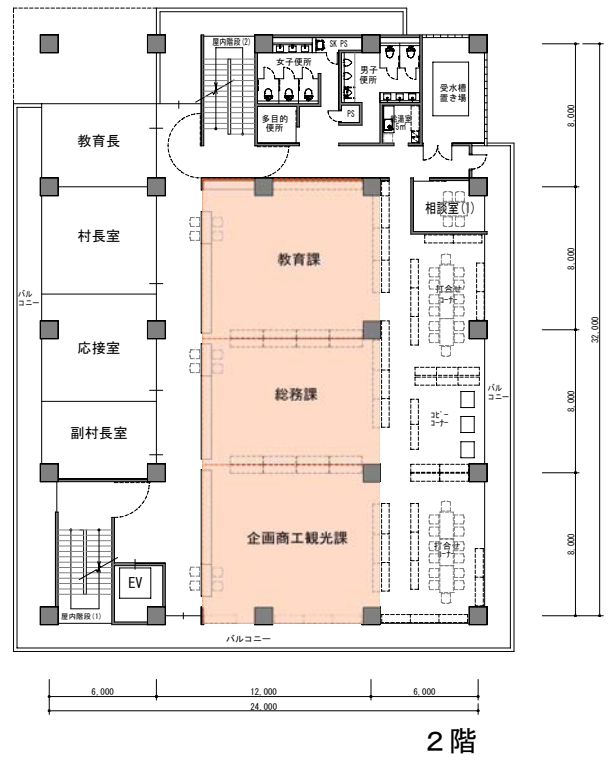 屋内階段(2)
SK PS
女子便所
男子
便所
受水槽
置き場
多目的
便所
PS
給湯室
5㎡
8,000
教育長
相談室(1)
村長室
教育課
打合せ
コーナー
8,000
バル
コニー
32,000
応接室
総務課
バル
コニー
コピー
コーナー
8,000
副村長室
企画商工観光課
打合せ
コーナー
8,000
EV
屋内階段(1)
バルコニー
6,000
12,000
6,000
24,000
2階